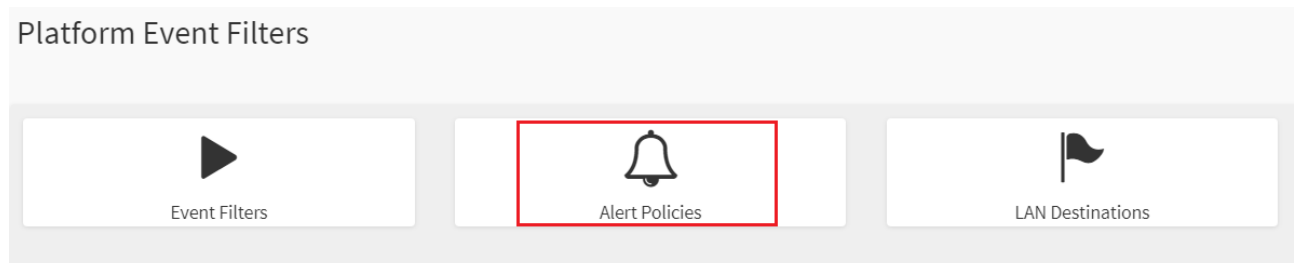 Platform Event Filters
Event Filters
Alert Policies
LAN Destinations